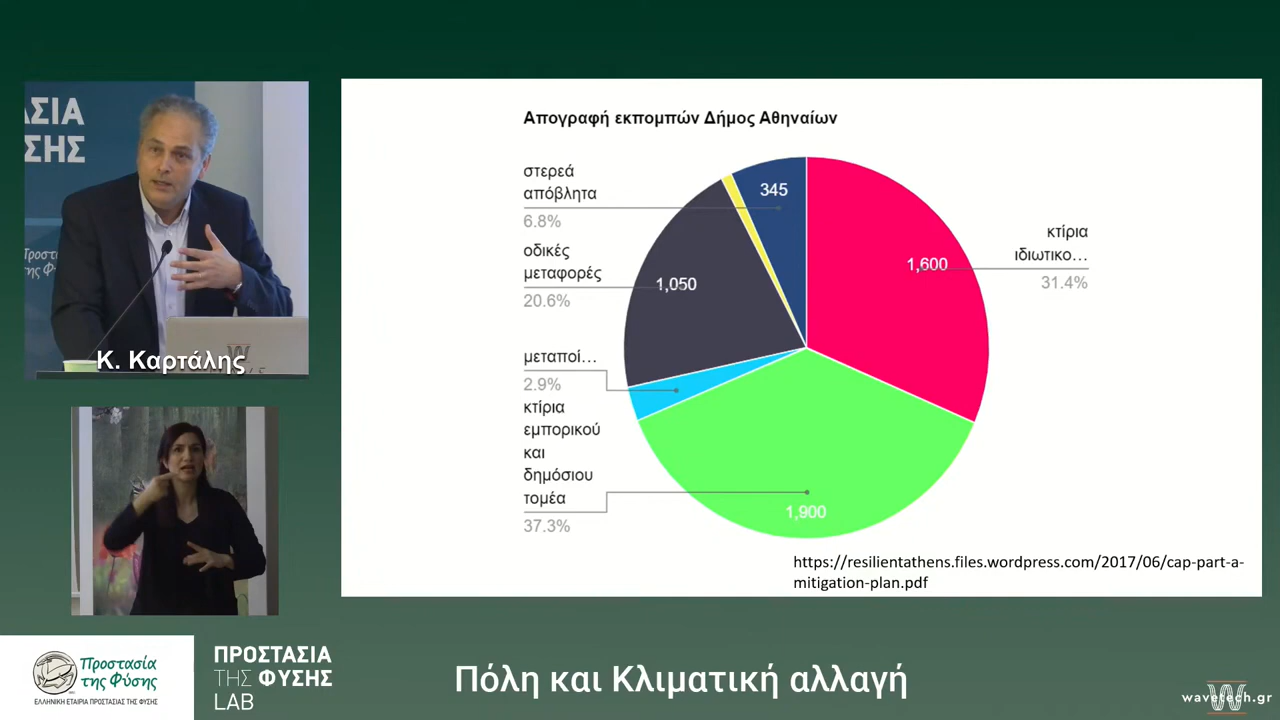 ΑΣΙΑ
ΣΗΣ
Κ. Καρτάλης
Απογραφή εκπομπών Δήμος Αθηναίων
στερεά
απόβλητα
6.8%
οδικές
μεταφορές
20.6%
μεταποί…
2.9%
κτίρια
εμπορικού
και
δημόσιου
τομέα
37.3%
345
1,600
1,050
1,900
κτίρια
ιδιωτικο…
31.4%
https://resilientathens.files.wordpress.com/2017/06/cap-part-a-
mitigation-plan.pdf
Προστασία
της Φύσης
ΕΛΛΗΝΙΚΗ ΕΤΑΙΡΙΑ ΠΡΟΣΤΑΣΙΑΣ ΤΗΣ ΦΥΣΗΣ
ΠΡΟΣΤΑΣΙΑ
ΤΗΣ ΦΥΣΗΣ
LAB
Πόλη και Κλιματική αλλαγή
wavetech.gr